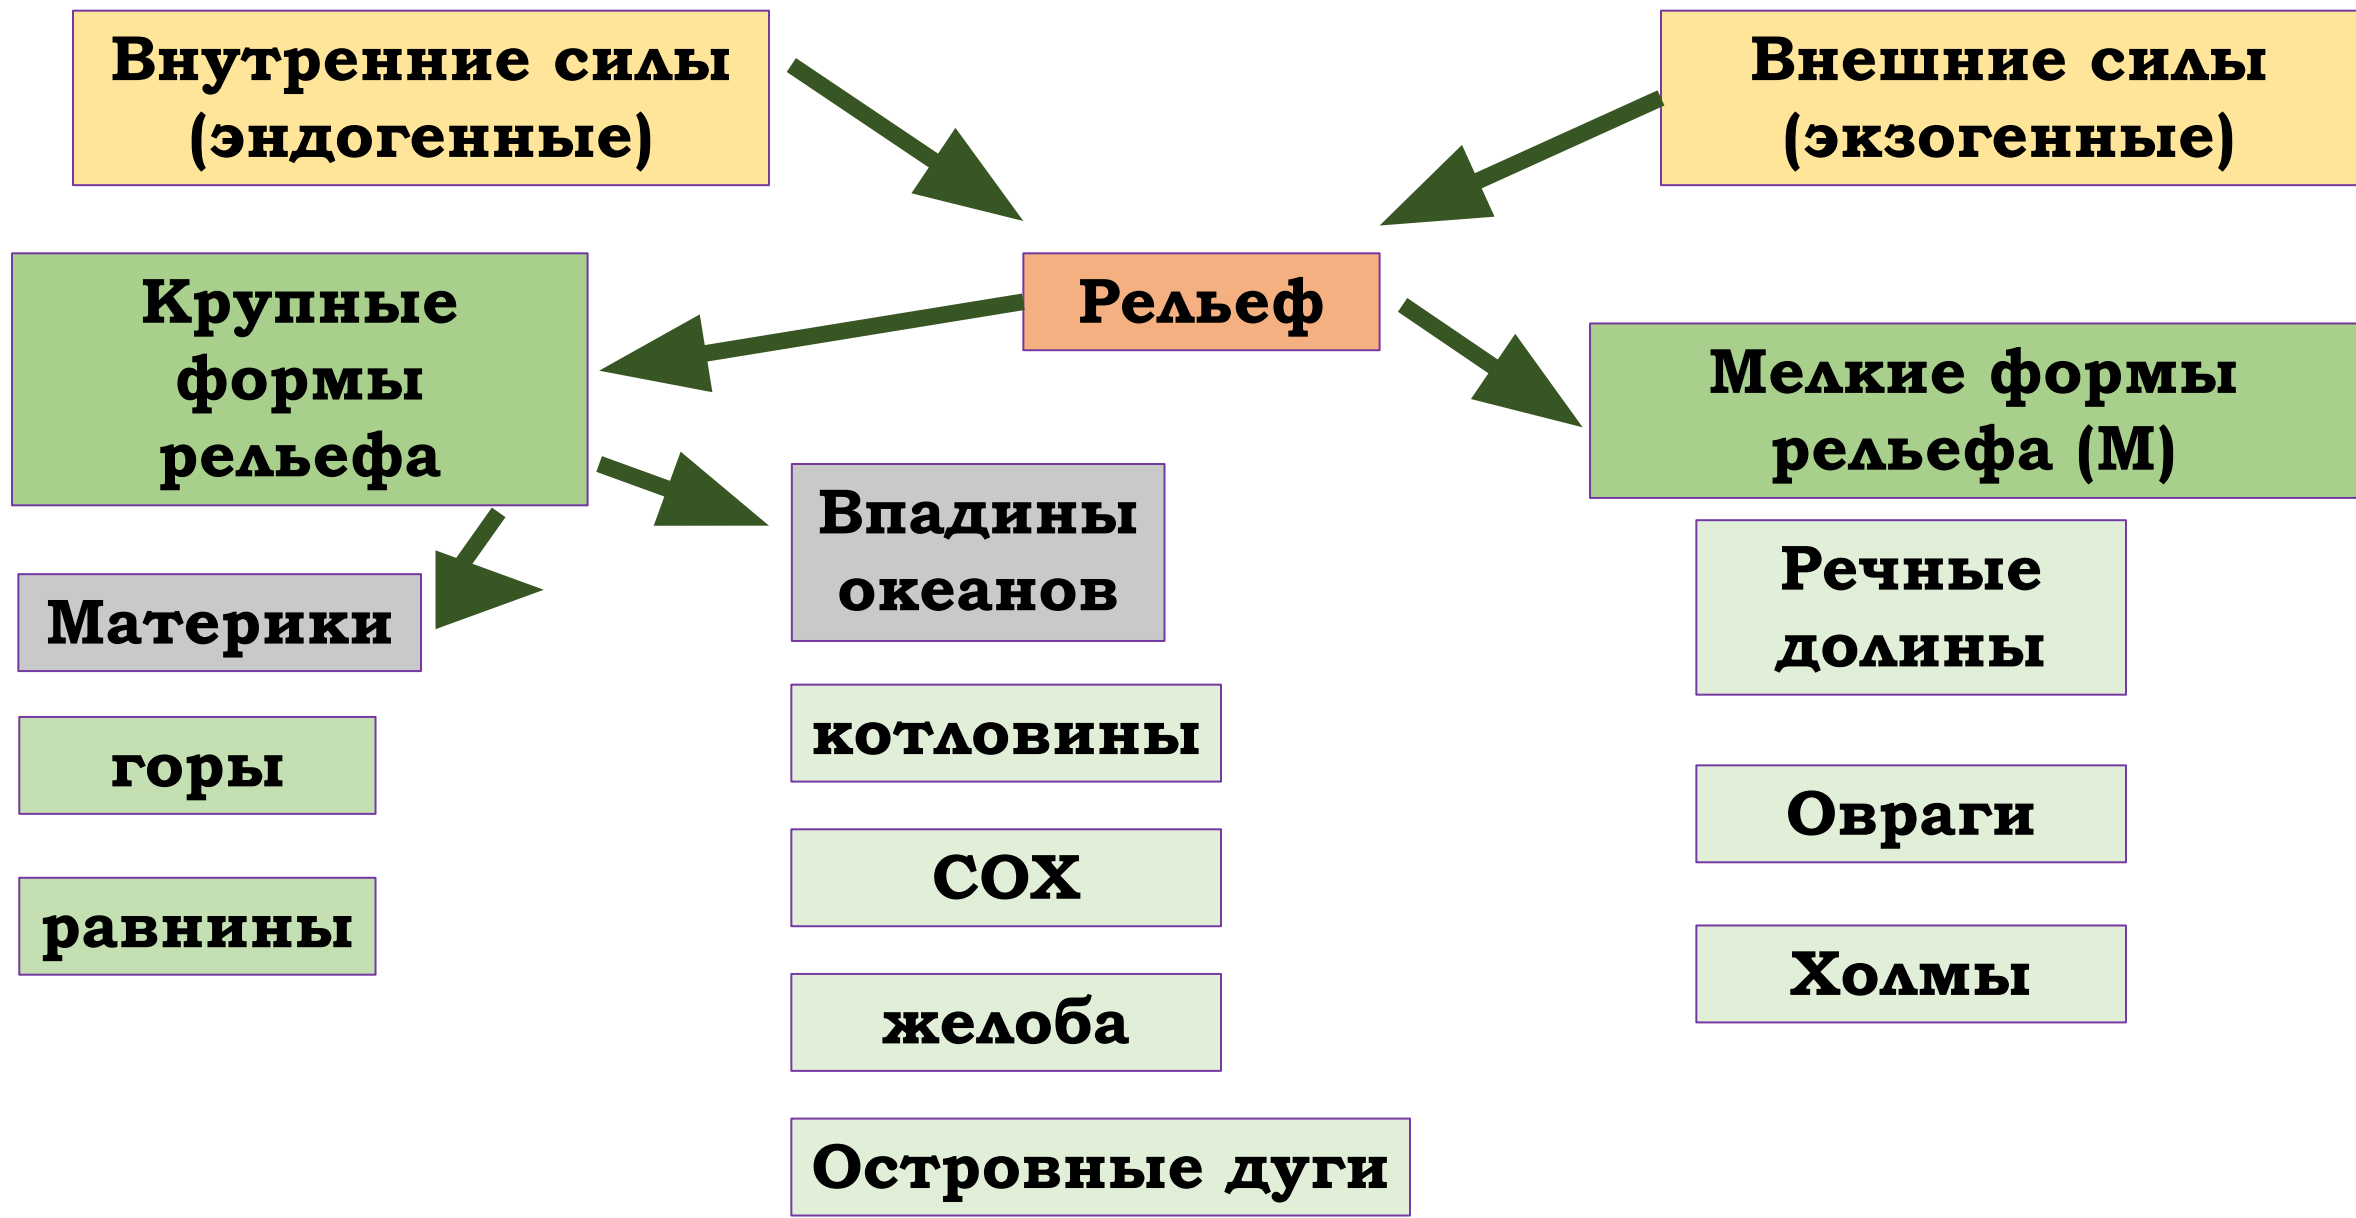 Внутренние силы
(эндогенные)
Внешние силы
(экзогенные)
Рельеф
Крупные
формы
рельефа
Мелкие формы
рельефа (М)
Материки
горы
равнины
Впадины
океанов
котловины
СОХ
желоба
Островные дуги
Речные
долины
Овраги
Холмы